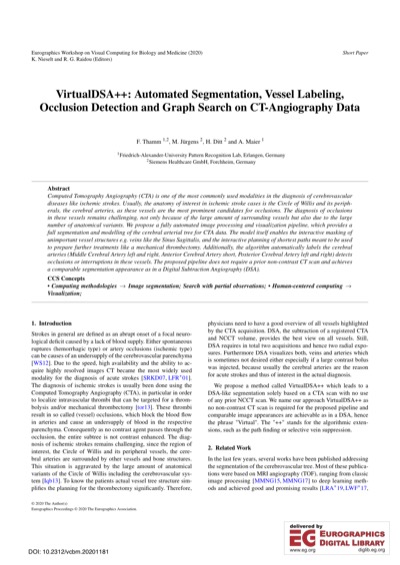 Eurographics Workshop on Visual Computing for Biology and Medicine (2020)
Short Paper
K. Nieselt and R. G. Raidou (Editors)
VirtualDSA++: Automated Segmentation, Vessel Labeling,
Occlusion Detection and Graph Search on CT-Angiography Data
F. Thamm 1,2, M. Jürgens 2, H. Ditt 2 and A. Maier 1
1Friedrich-Alexander-University Pattern Recognition Lab, Erlangen, Germany
2Siemens Healthcare GmbH, Forchheim, Germany
Abstract
Computed Tomography Angiography (CTA) is one of the most commonly used modalities in the diagnosis of cerebrovascular
diseases like ischemic strokes. Usually, the anatomy of interest in ischemic stroke cases is the Circle of Willis and its periph-
erals, the cerebral arteries, as these vessels are the most prominent candidates for occlusions. The diagnosis of occlusions
in these vessels remains challenging, not only because of the large amount of surrounding vessels but also due to the large
number of anatomical variants. We propose a fully automated image processing and visualization pipeline, which provides a
full segmentation and modelling of the cerebral arterial tree for CTA data. The model itself enables the interactive masking of
unimportant vessel structures e.g. veins like the Sinus Sagittalis, and the interactive planning of shortest paths meant to be used
to prepare further treatments like a mechanical thrombectomy. Additionally, the algorithm automatically labels the cerebral
arteries (Middle Cerebral Artery left and right, Anterior Cerebral Artery short, Posterior Cerebral Artery left and right) detects
occlusions or interruptions in these vessels. The proposed pipeline does not require a prior non-contrast CT scan and achieves
a comparable segmentation appearance as in a Digital Subtraction Angiography (DSA).
CCS Concepts
• Computing methodologies → Image segmentation; Search with partial observations; • Human-centered computing →
Visualization;
1. Introduction
Strokes in general are defined as an abrupt onset of a focal neuro-
logical deficit caused by a lack of blood supply. Either spontaneous
ruptures (hemorrhagic type) or artery occlusions (ischemic type)
can be causes of an undersupply of the cerebrovascular parenchyma
[WS12]. Due to the speed, high availability and the ability to ac-
quire highly resolved images CT became the most widely used
modality for the diagnosis of acute strokes [SRKD07, LFR*01].
The diagnosis of ischemic strokes is usually been done using the
Computed Tomography Angiography (CTA), in particular in order
to localize intravascular thrombi that can be targeted for a throm-
bolysis and/or mechanical thrombectomy [tor13]. These thrombi
result in so called (vessel) occlusions, which block the blood flow
in arteries and cause an undersupply of blood in the respective
parenchyma. Consequently as no contrast agent passes through the
occlusion, the entire subtree is not contrast enhanced. The diag-
nosis of ischemic strokes remains challenging, since the region of
interest, the Circle of Willis and its peripheral vessels, the cere-
bral arteries are surrounded by other vessels and bone structures.
This situation is aggravated by the large amount of anatomical
variants of the Circle of Willis including the cerebrovascular sys-
tem [Iqb13]. To know the patients actual vessel tree structure sim-
plifies the planning for the thrombectomy significantly. Therefore,
physicians need to have a good overview of all vessels highlighted
by the CTA acquisition. DSA, the subtraction of a registered CTA
and NCCT volume, provides the best view on all vessels. Still,
DSA requires in total two acquisitions and hence two radial expo-
sures. Furthermore DSA visualizes both, veins and arteries which
is sometimes not desired either especially if a large contrast bolus
was injected, because usually the cerebral arteries are the reason
for acute strokes and thus of interest in the actual diagnosis.
We propose a method called VirtualDSA++ which leads to a
DSA-like segmentation solely based on a CTA scan with no use
of any prior NCCT scan. We name our approach VirtualDSA++ as
no non-contrast CT scan is required for the proposed pipeline and
comparable image appearances are achievable as in a DSA, hence
the phrase "Virtual". The "++" stands for the algorithmic exten-
sions, such as the path finding or selective vein suppression.
2. Related Work
In the last few years, several works have been published addressing
the segmentation of the cerebrovascular tree. Most of these publica-
tions were based on MRI angiography (TOF), ranging from classic
image processing [MMNG15, MMNG17] to deep learning meth-
ods and achieved good and promising results [LRA*19, LWF*17,
© 2020 The Author(s)
Eurographics Proceedings © 2020 The Eurographics Association.
DOI: 10.2312/vcbm.20201181
delivered by
EG EUROGRAPHICS
DIGITAL LIBRARY
www.eg.org
diglib.eg.org